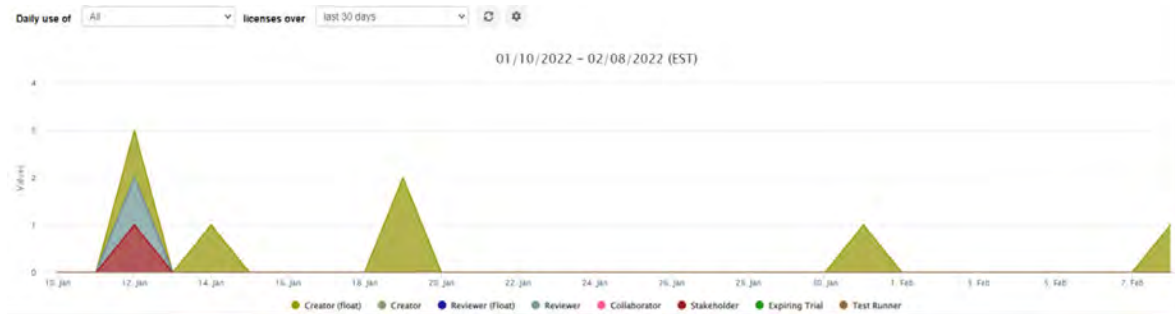 Daily use of All licenses over last 30 days
01/10/2022 – 02/08/2022 (EST)
4
3
2
1
0
Values
10. Jan 12. Jan 14. Jan 16. Jan 18. Jan 20. Jan 22. Jan 24. Jan 26. Jan 28. Jan 30. Jan 1. Feb 3. Feb 5. Feb 7. Feb
Creator (float) Creator Reviewer (Float) Reviewer Collaborator Stakeholder Expiring Trial Test Runner